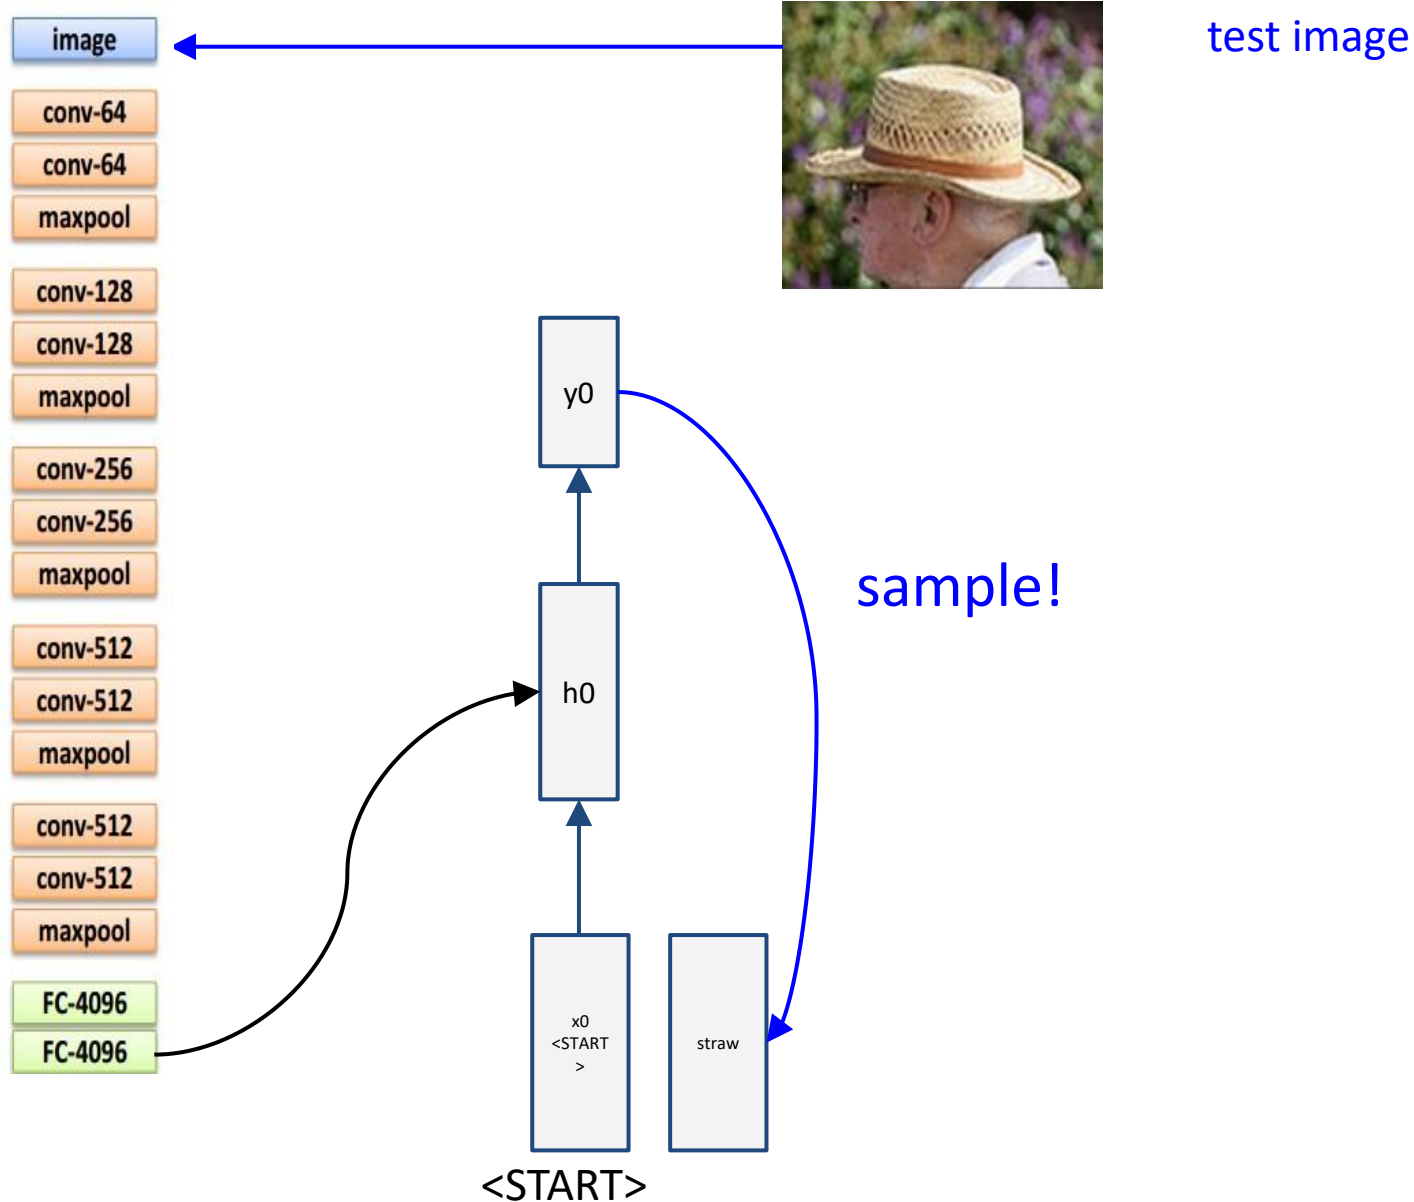 image
test image
conv-64
conv-64
maxpool
conv-128
conv-128
maxpool
conv-256
conv-256
maxpool
conv-512
conv-512
maxpool
conv-512
conv-512
maxpool
FC-4096
FC-4096
y0
sample!
h0
x0
<START
>
straw
<START>